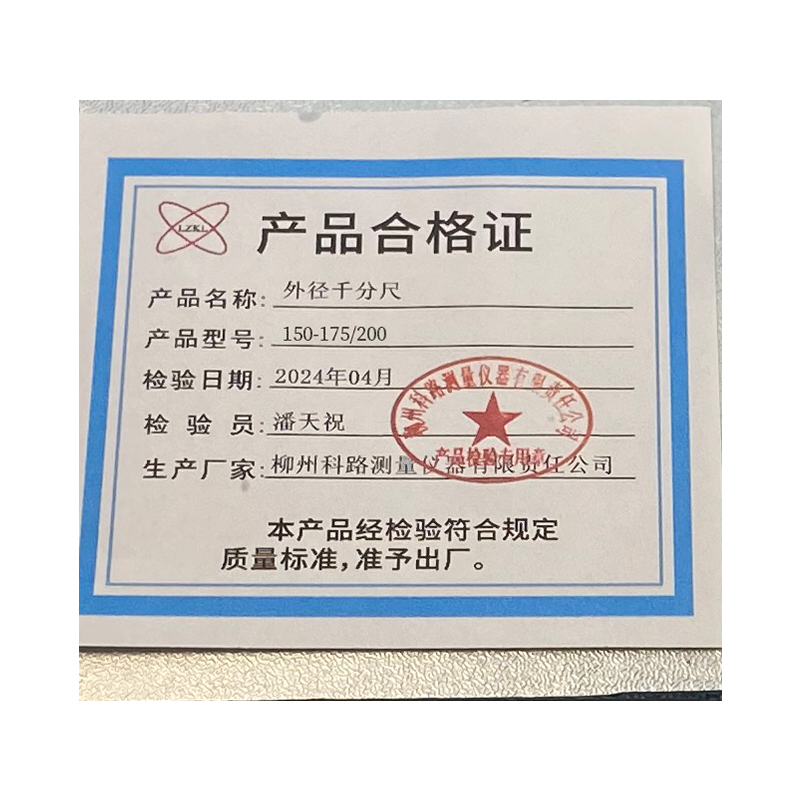 LZKL
产品合格证
产品名称: 外径千分尺
产品型号: 150-175/200
检验日期: 2024年04月
检 验 员: 潘天祝
生产厂家: 柳州科路测量仪器有限责任公司
柳州科路测量仪器有限责任公司
产品检验专用章
本产品经检验符合规定
质量标准,准予出厂。